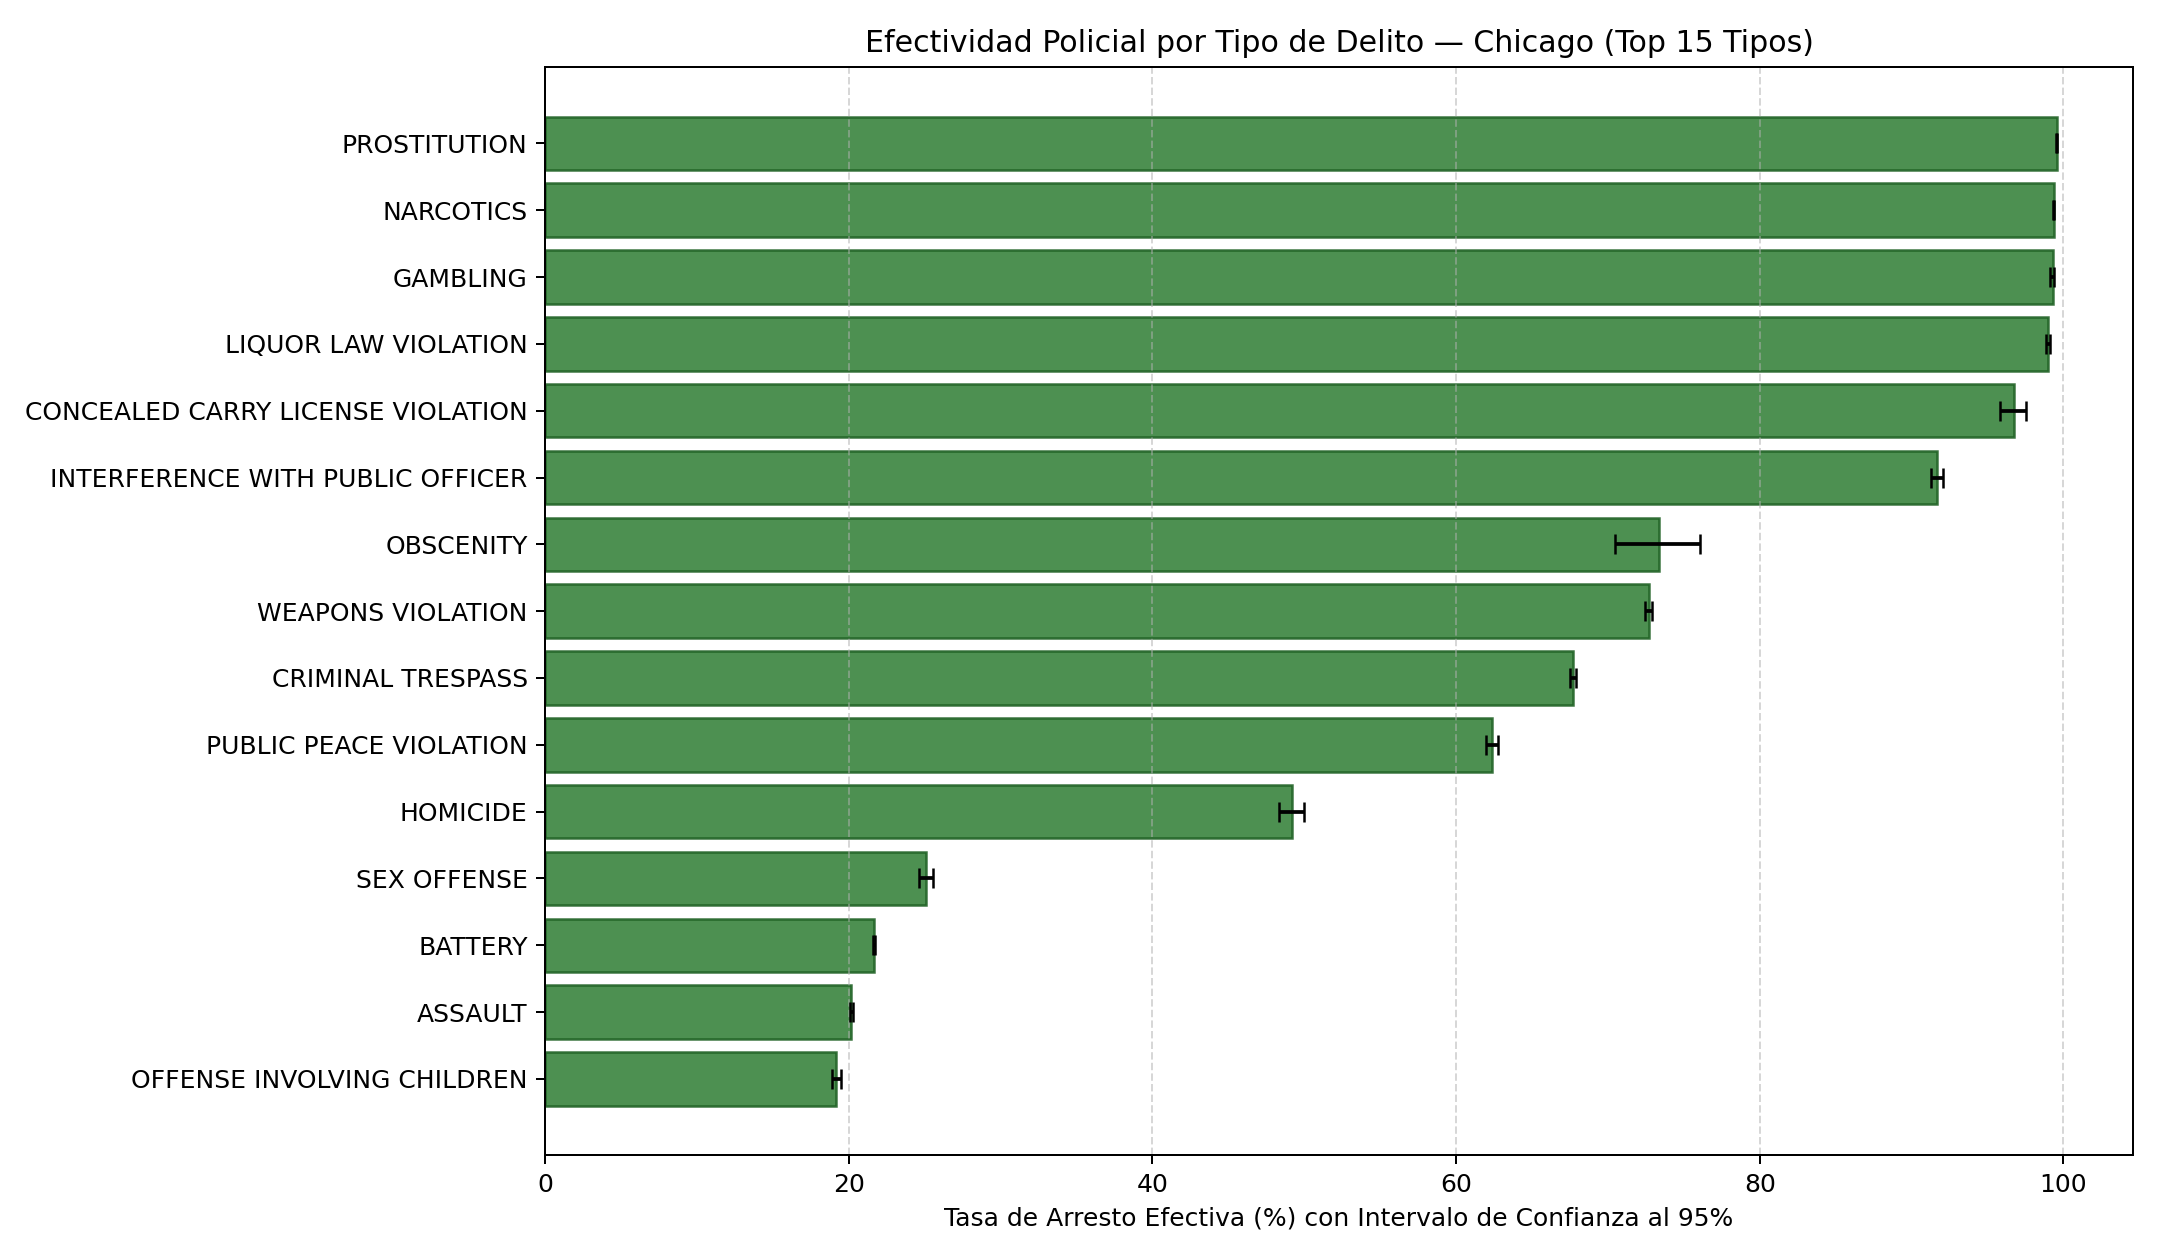 Efectividad Policial por Tipo de Delito — Chicago (Top 15 Tipos)
PROSTITUTION
NARCOTICS
GAMBLING
LIQUOR LAW VIOLATION
CONCEALED CARRY LICENSE VIOLATION
INTERFERENCE WITH PUBLIC OFFICER
OBSCENITY
WEAPONS VIOLATION
CRIMINAL TRESPASS
PUBLIC PEACE VIOLATION
HOMICIDE
SEX OFFENSE
BATTERY
ASSAULT
OFFENSE INVOLVING CHILDREN
0 20 40 60 80 100
Tasa de Arresto Efectiva (%) con Intervalo de Confianza al 95%